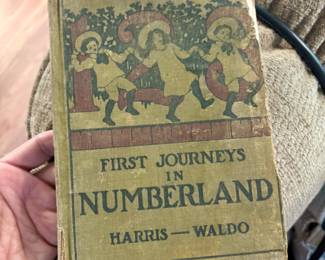 FIRST JOURNEYS
IN
NUMBERLAND
HARRIS — WALDO